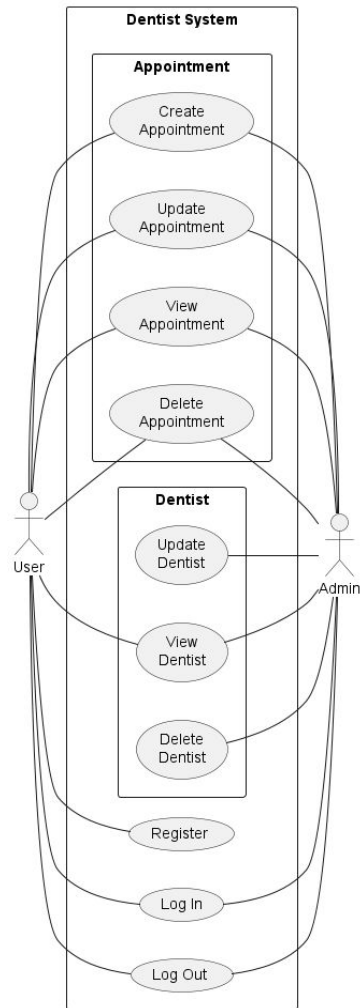 Dentist System
Appointment
Create
Appointment
Update
Appointment
View
Appointment
Delete
Appointment
Dentist
Update
Dentist
User
Admin
View
Dentist
Delete
Dentist
Register
Log In
Log Out